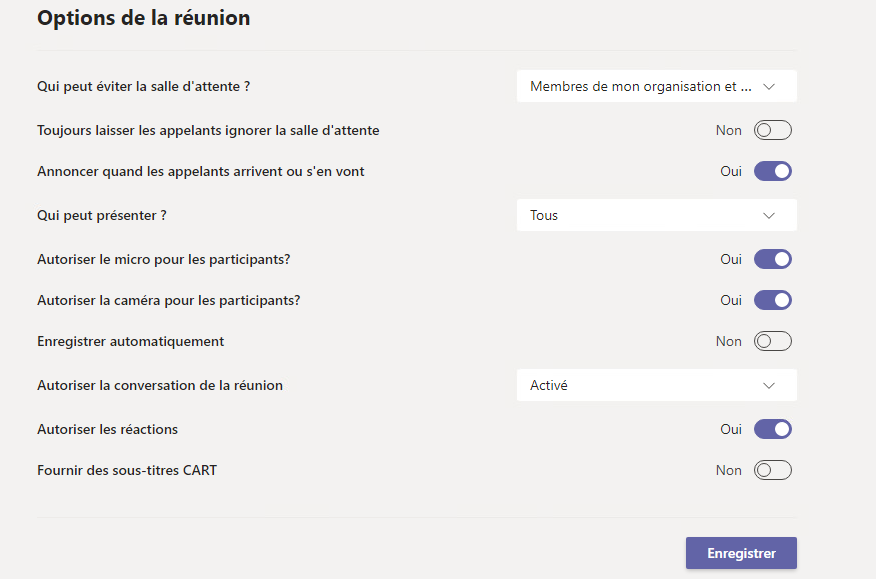 Options de la réunion
Qui peut éviter la salle d'attente ? Membres de mon organisation et ...
Toujours laisser les appelants ignorer la salle d'attente Non
Annoncer quand les appelants arrivent ou s'en vont Oui
Qui peut présenter ? Tous
Autoriser le micro pour les participants? Oui
Autoriser la caméra pour les participants? Oui
Enregistrer automatiquement Non
Autoriser la conversation de la réunion Activé
Autoriser les réactions Oui
Fournir des sous-titres CART Non
Enregistrer